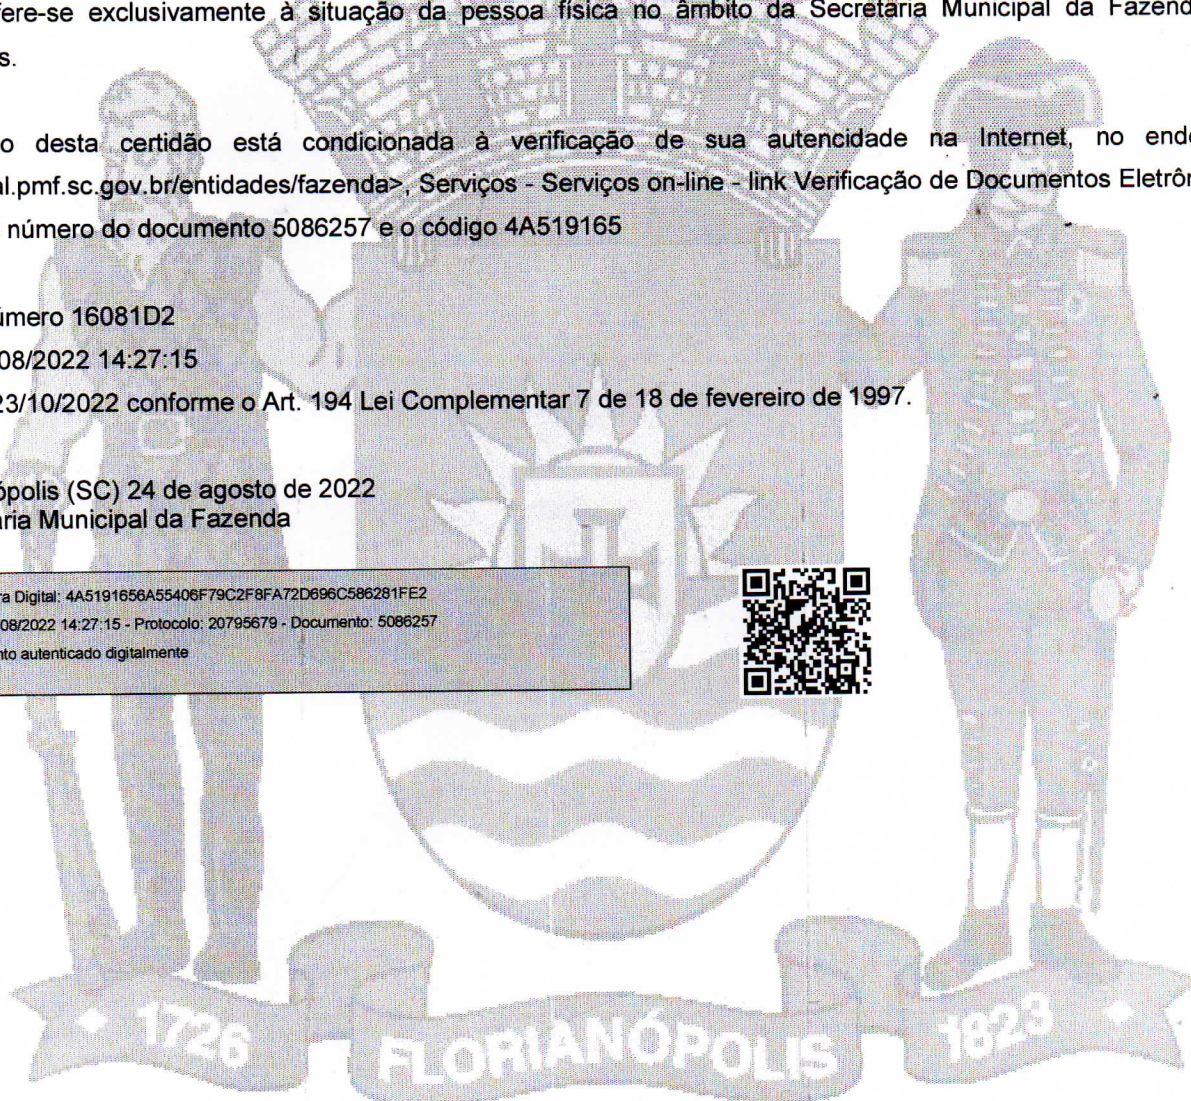 fere-se exclusivamente à situação da pessoa física no âmbito da Secretaria Municipal da Fazend
s.
o desta certidão está condicionada à verificação de sua autencidade na Internet, no ende
al.pmf.sc.gov.br/entidades/fazenda>, Serviços - Serviços on-line - link Verificação de Documentos Eletrôn
número do documento 5086257 e o código 4A519165
úmero 16081D2
08/2022 14:27:15
23/10/2022 conforme o Art. 194 Lei Complementar 7 de 18 de fevereiro de 1997.
ópolis (SC) 24 de agosto de 2022
aria Municipal da Fazenda
ra Digital: 4A5191656A55406F79C2F8FA72D696C586281FE2
08/2022 14:27:15 - Protocolo: 20795679 - Documento: 5086257
nto autenticado digitalmente
1726 FLORIANÓPOLIS 1823